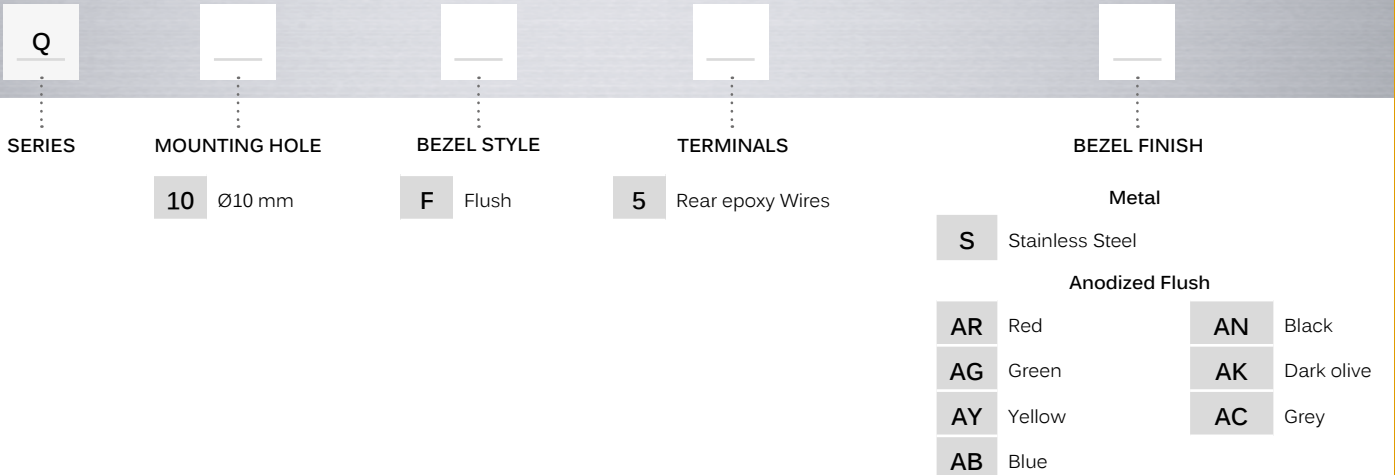 Q
SERIES MOUNTING HOLE BEZEL STYLE TERMINALS BEZEL FINISH
10 Ø10 mm F Flush 5 Rear epoxy Wires
Metal
S Stainless Steel
Anodized Flush
AR Red AN Black
AG Green AK Dark olive
AY Yellow AC Grey
AB Blue